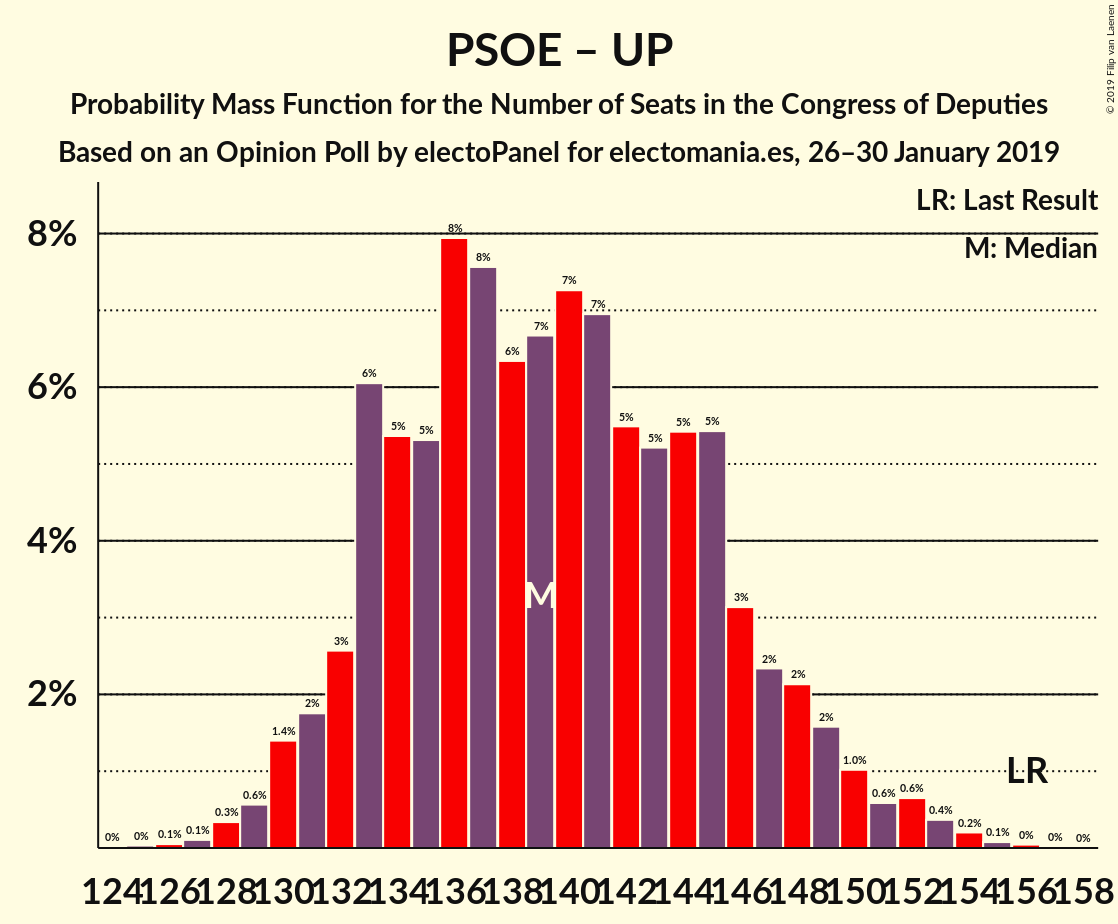 PSOE – UP
Probability Mass Function for the Number of Seats in the Congress of Deputies
Based on an Opinion Poll by electoPanel for electomania.es, 26–30 January 2019
© 2019 Filip van Laenen
LR: Last Result
M: Median
8%
6%
4%
2%
0% 0% 0.1% 0.1% 0.3% 0.6% 1.4% 2% 3% 6% 5% 5% 8% 8% 6% 7% 7% 7% 5% 5% 5% 5% 3% 2% 2% 2% 1.0% 0.6% 0.6% 0.4% 0.2% 0.1% 0% 0% 0%
M
LR
124 126 128 130 132 134 136 138 140 142 144 146 148 150 152 154 156 158